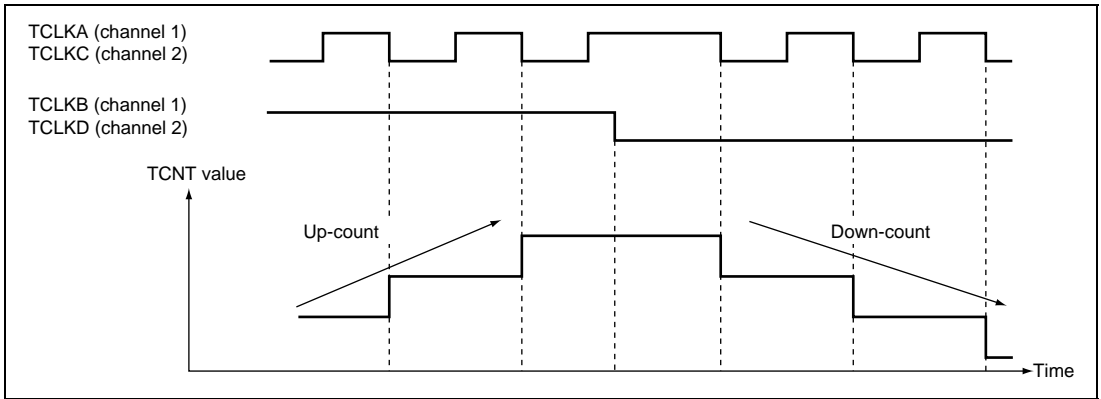 TCLKA (channel 1)
TCLKC (channel 2)
TCLKB (channel 1)
TCLKD (channel 2)
TCNT value
Up-count
Down-count
Time